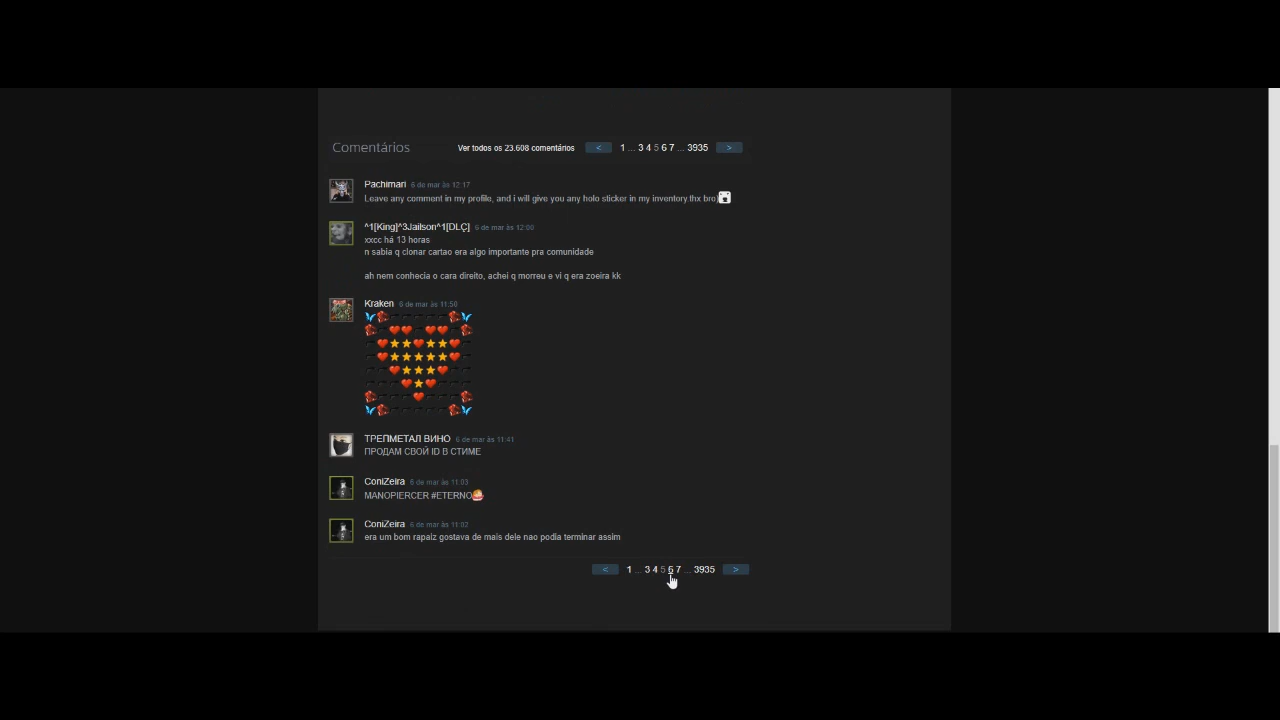 Comentários
Ver todos os 23.608 comentários < 1 ... 3 4 5 6 7 ... 3935 >
Pachimari 6 de mar às 12:17
Leave any comment in my profile, and i will give you any holo sticker in my inventory.thx bro)
^1[King]^3Jailson^1[DLÇ] 6 de mar às 12:00
xxcc há 13 horas
n sabia q clonar cartao era algo importante pra comunidade
ah nem conhecia o cara direito, achei q morreu e vi q era zoeira kk
Kraken 6 de mar às 11:50
ТРЕПМЕТАЛ ВИНО 6 de mar às 11:41
ПРОДАМ СВОЙ ID В СТИМЕ
ConiZeira 6 de mar às 11:03
MANOPIERCER #ETERNO
ConiZeira 6 de mar às 11:02
era um bom rapaiz gostava de mais dele nao podia terminar assim
< 1 ... 3 4 5 6 7 ... 3935 >